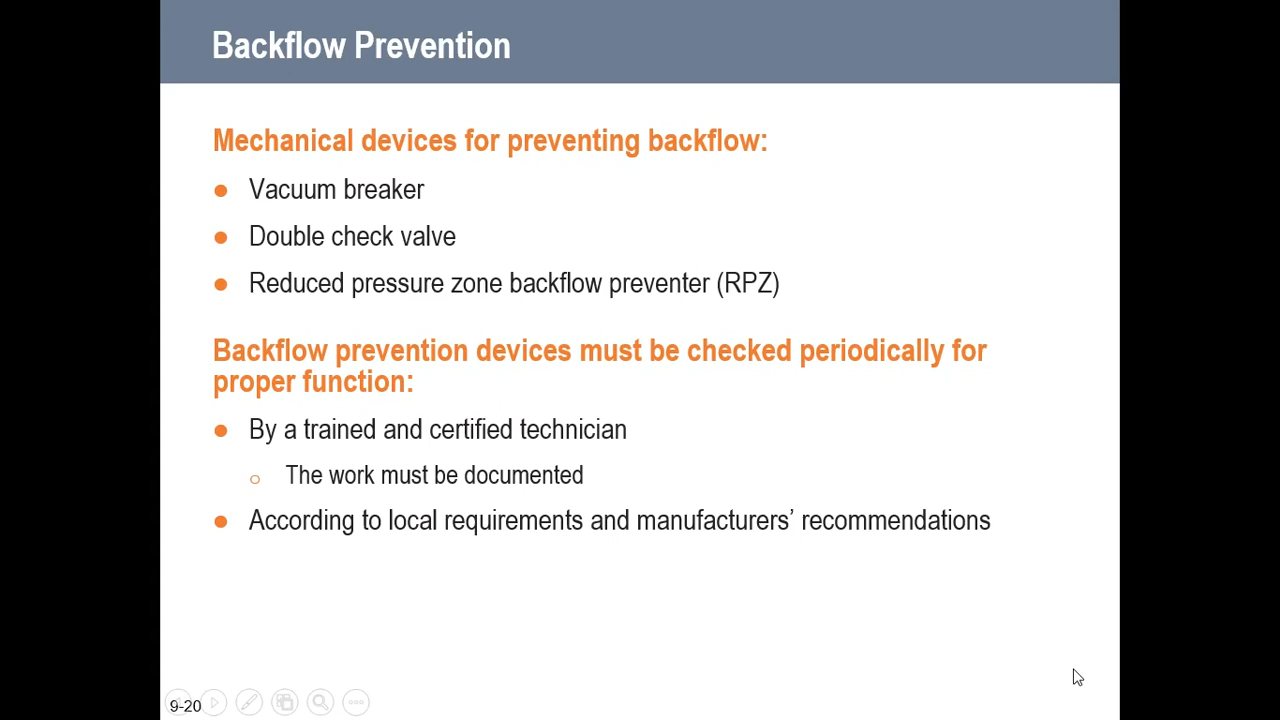 Backflow Prevention
Mechanical devices for preventing backflow:
Vacuum breaker
Double check valve
Reduced pressure zone backflow preventer (RPZ)
Backflow prevention devices must be checked periodically for
proper function:
By a trained and certified technician
The work must be documented
According to local requirements and manufacturers’ recommendations
9-20